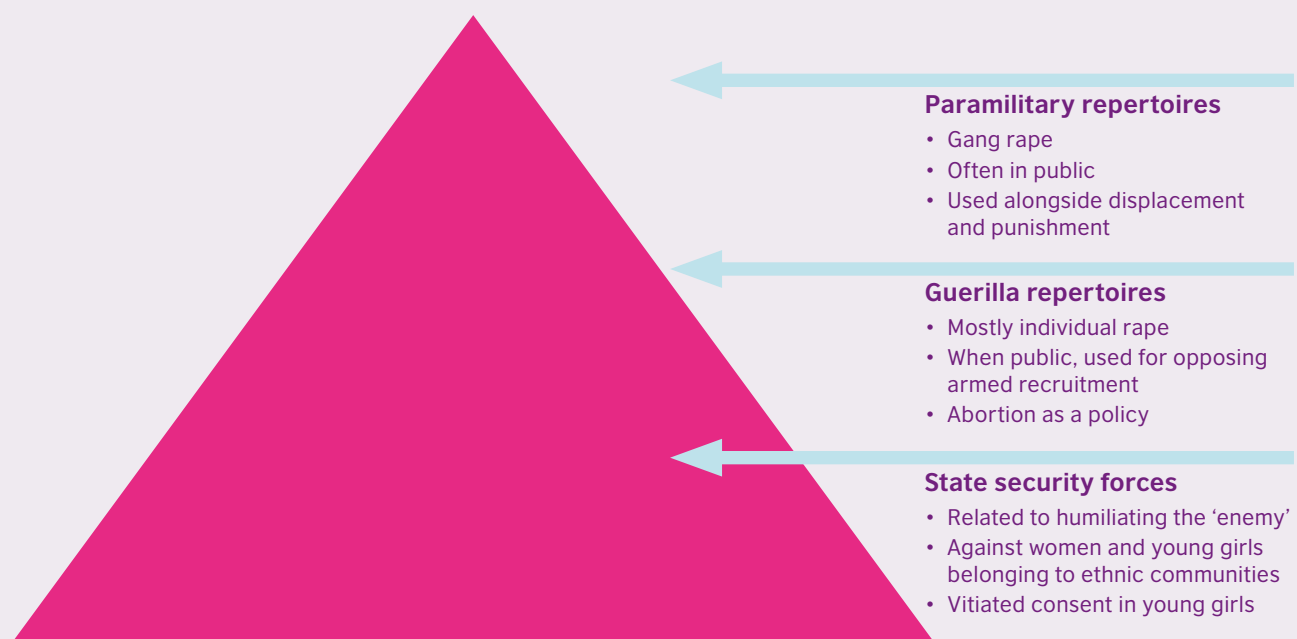 Paramilitary repertoires
• Gang rape
• Often in public
• Used alongside displacement
and punishment
Guerilla repertoires
• Mostly individual rape
• When public, used for opposing
armed recruitment
• Abortion as a policy
State security forces
• Related to humiliating the ‘enemy’
• Against women and young girls
belonging to ethnic communities
• Vitiated consent in young girls